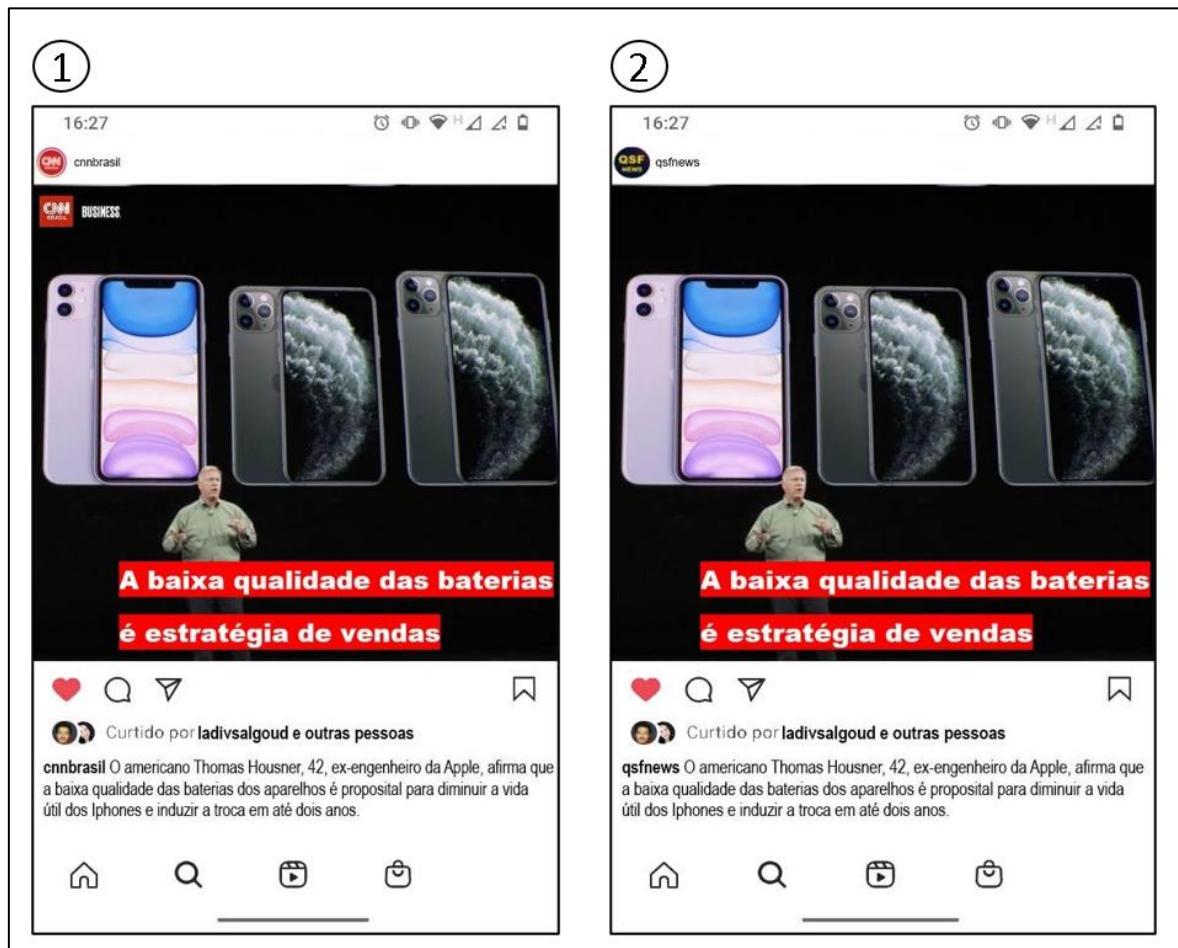 1
16:27
H
cnnbrasil
CNN
BRASIL
BUSINESS
A baixa qualidade das baterias
é estratégia de vendas
Curtido por ladivsalgoud e outras pessoas
cnnbrasil O americano Thomas Housner, 42, ex-engenheiro da Apple, afirma que
a baixa qualidade das baterias dos aparelhos é proposital para diminuir a vida
útil dos Iphones e induzir a troca em até dois anos.
2
16:27
H
QSF
NEWS
qsfnews
A baixa qualidade das baterias
é estratégia de vendas
Curtido por ladivsalgoud e outras pessoas
qsfnews O americano Thomas Housner, 42, ex-engenheiro da Apple, afirma que
a baixa qualidade das baterias dos aparelhos é proposital para diminuir a vida
útil dos Iphones e induzir a troca em até dois anos.